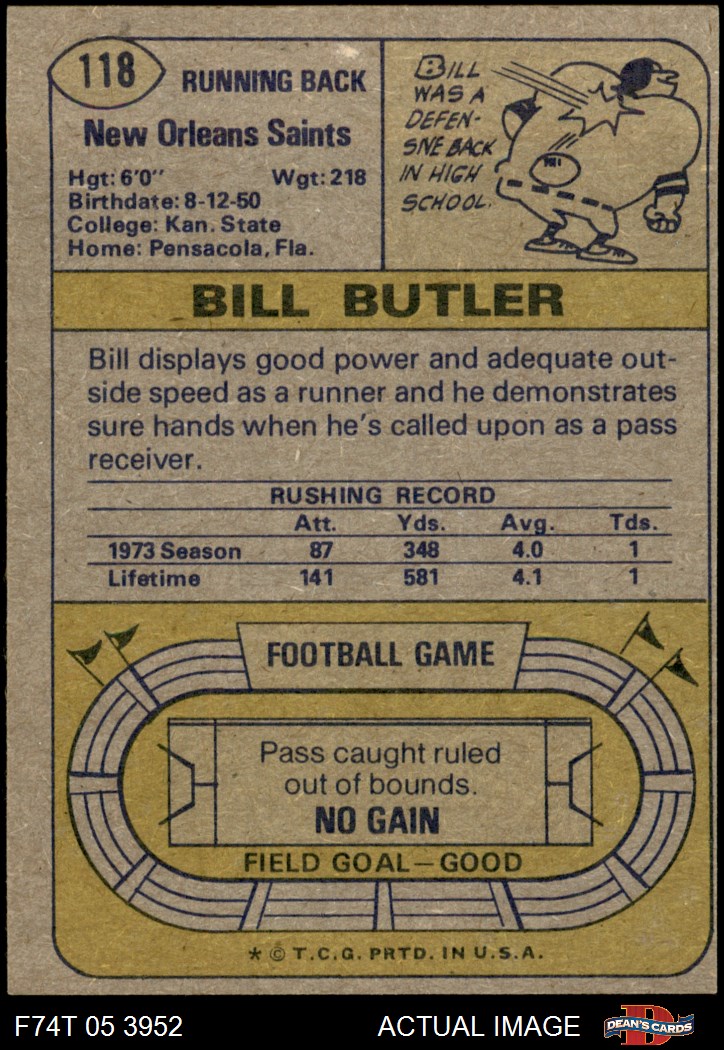 118
RUNNING BACK
New Orleans Saints
Hgt: 6'0" Wgt: 218
Birthdate: 8-12-50
College: Kan. State
Home: Pensacola, Fla.
BILL
WAS A
DEFEN-
SNE BACK
IN HIGH
SCHOOL.
BILL BUTLER
Bill displays good power and adequate out-
side speed as a runner and he demonstrates
sure hands when he's called upon as a pass
receiver.
RUSHING RECORD
Att. Yds. Avg. Tds.
1973 Season 87 348 4.0 1
Lifetime 141 581 4.1 1
FOOTBALL GAME
Pass caught ruled
out of bounds.
NO GAIN
FIELD GOAL—GOOD
* © T.C.G. PRTD. IN U.S.A.
F74T 05 3952 ACTUAL IMAGE
D
DEAN'S CARDS